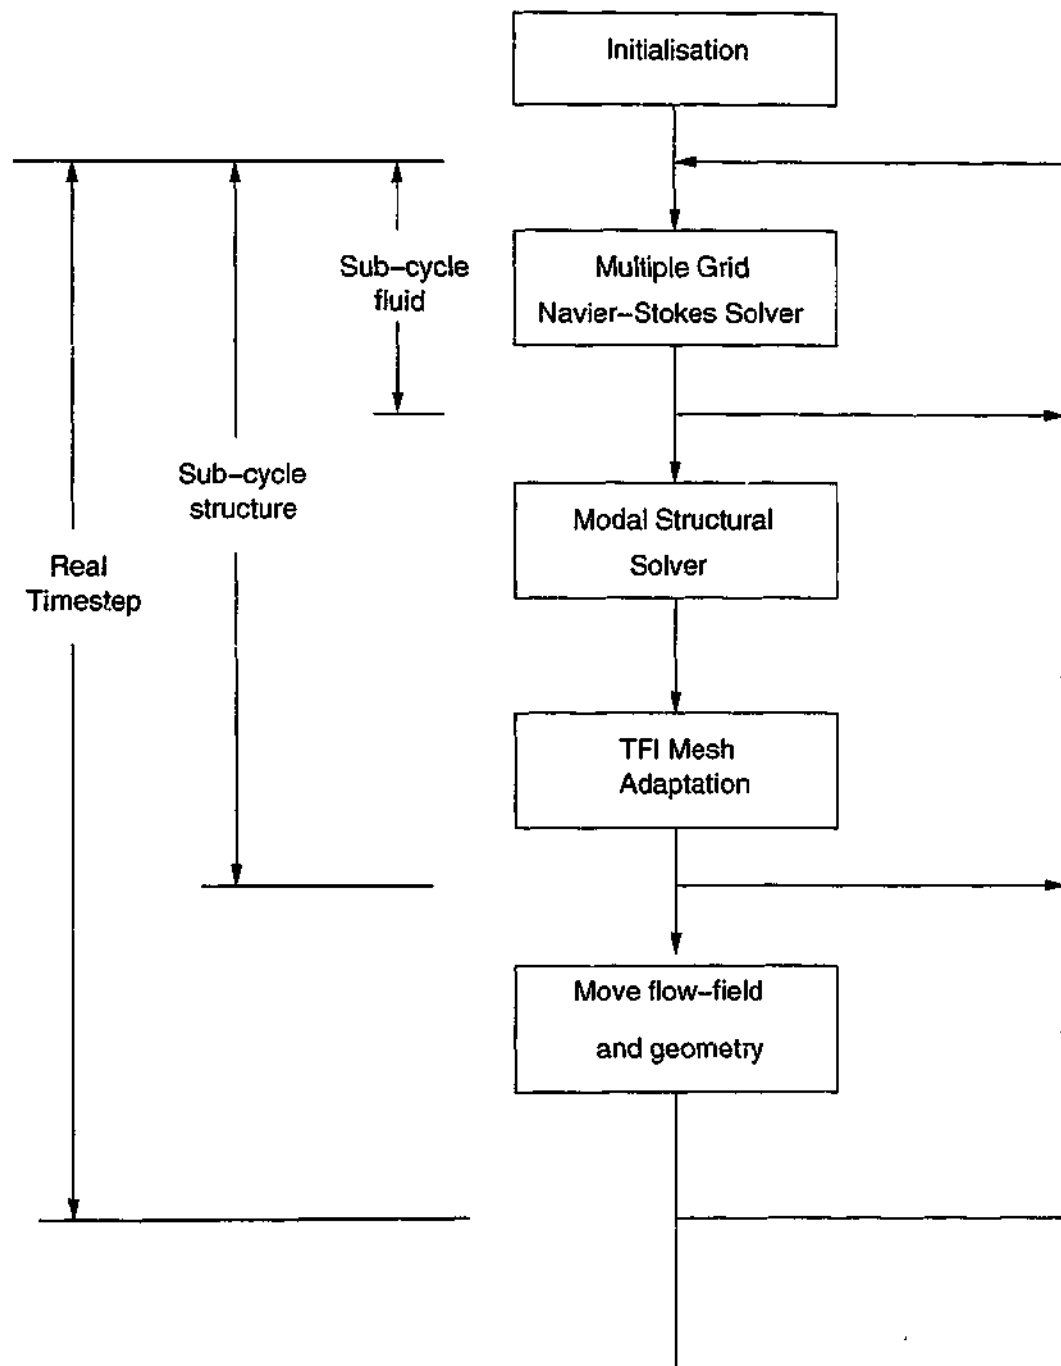 Initialisation
Sub-cycle
fluid
Multiple Grid
Navier-Stokes Solver
Sub-cycle
structure
Modal Structural
Solver
Real
Timestep
TFI Mesh
Adaptation
Move flow-field
and geometry